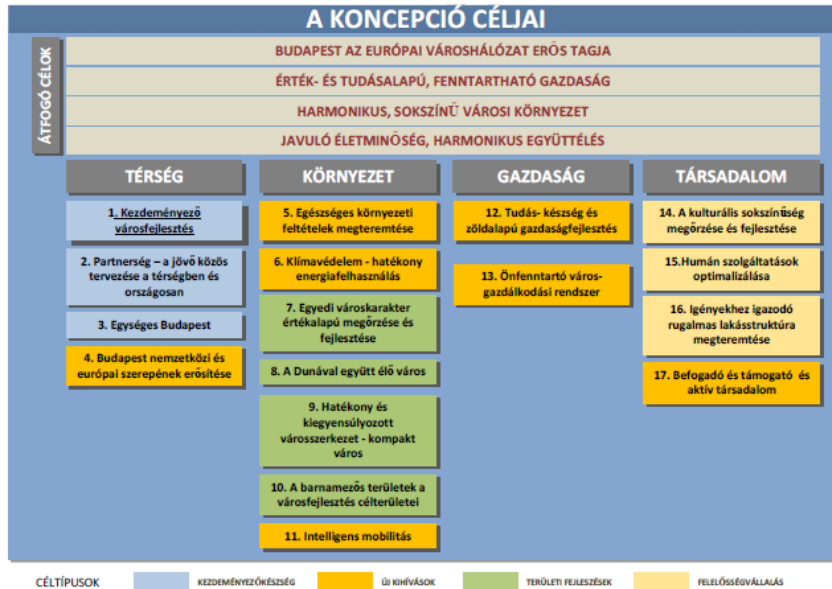 A KONCEPCIÓ CÉLJAI
ÁTFOGÓ CÉLOK
BUDAPEST AZ EURÓPAI VÁROSHÁLÓZAT ERŐS TAGJA
ÉRTÉK- ÉS TUDÁSALAPÚ, FENNTARTHATÓ GAZDASÁG
HARMONIKUS, SOKSZÍNŰ VÁROSI KÖRNYEZET
JAVULÓ ÉLETMINŐSÉG, HARMONIKUS EGYÜTTÉLÉS
TÉRSÉG
1. Kezdeményező
városfejlesztés
2. Partnerség – a jövő közös
tervezése a térségben és
országosan
3. Egységes Budapest
4. Budapest nemzetközi és
európai szerepének erősítése
KÖRNYEZET
5. Egészséges környezeti
feltételek megteremtése
6. Klímavédelem - hatékony
energiafelhasználás
7. Egyedi városkarakter
értékalapú megőrzése és
fejlesztése
8. A Dunával együtt élő város
9. Hatékony és
kiegyensúlyozott
városszerkezet - kompakt
város
10. A barnamezős területek a
városfejlesztés célterületei
11. Intelligens mobilitás
GAZDASÁG
12. Tudás- készség és
zöldalapú gazdaságfejlesztés
13. Önfenntartó város-
gazdálkodási rendszer
TÁRSADALOM
14. A kulturális sokszínűség
megőrzése és fejlesztése
15.Humán szolgáltatások
optimalizálása
16. Igényekhez igazodó
rugalmas lakásstruktúra
megteremtése
17. Befogadó és támogató és
aktív társadalom
CÉLTÍPUSOK
KEZDEMÉNYEZŐKÉSZSÉG
ÚJ KIHÍVÁSOK
TERÜLETI FEJLESZÉSEK
FELELŐSSÉGVÁLLALÁS